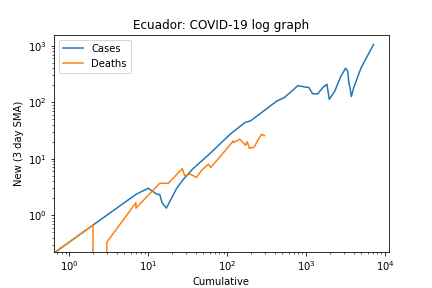 Ecuador: COVID-19 log graph
Cases
Deaths
New (3 day SMA)
10³
10²
10¹
10⁰
10⁰ 10¹ 10² 10³ 10⁴
Cumulative